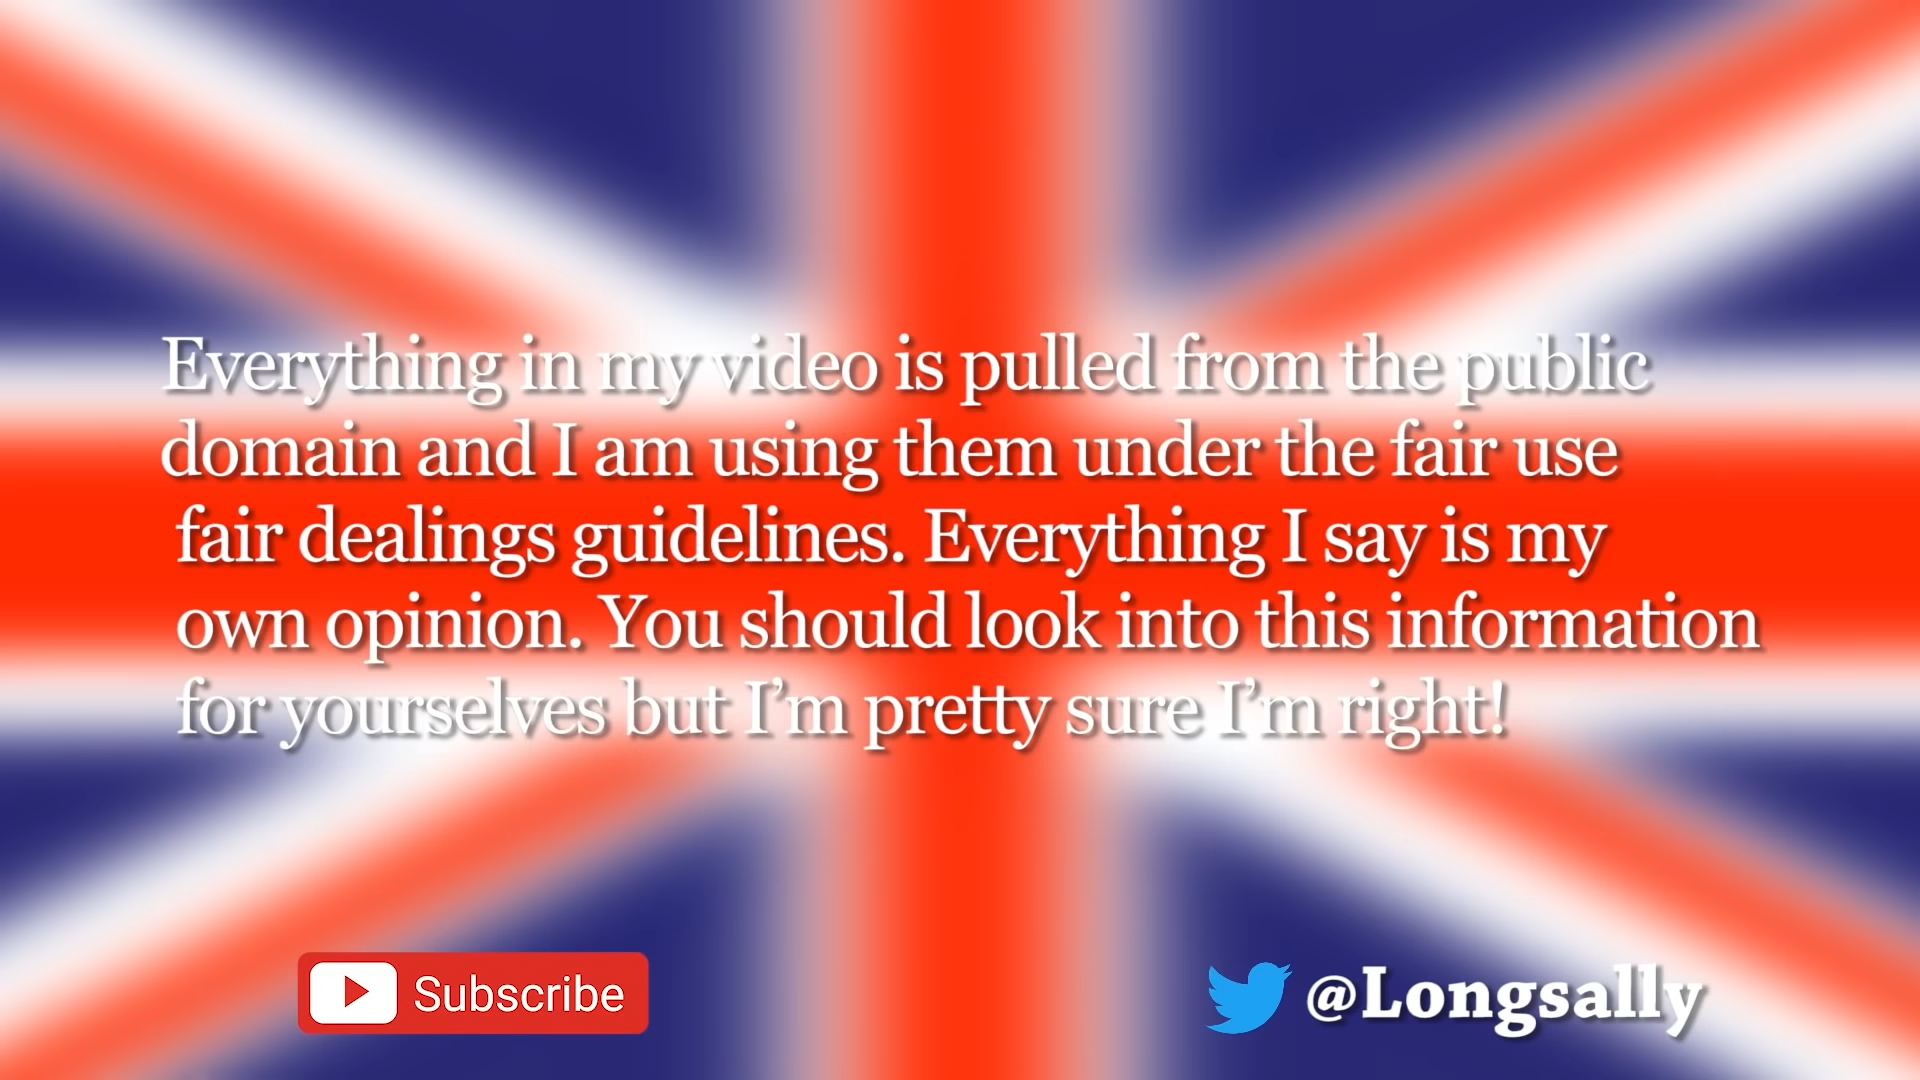 Everything in my video is pulled from the public
domain and I am using them under the fair use
fair dealings guidelines. Everything I say is my
own opinion. You should look into this information
for yourselves but I’m pretty sure I’m right!
Subscribe
@Longsally